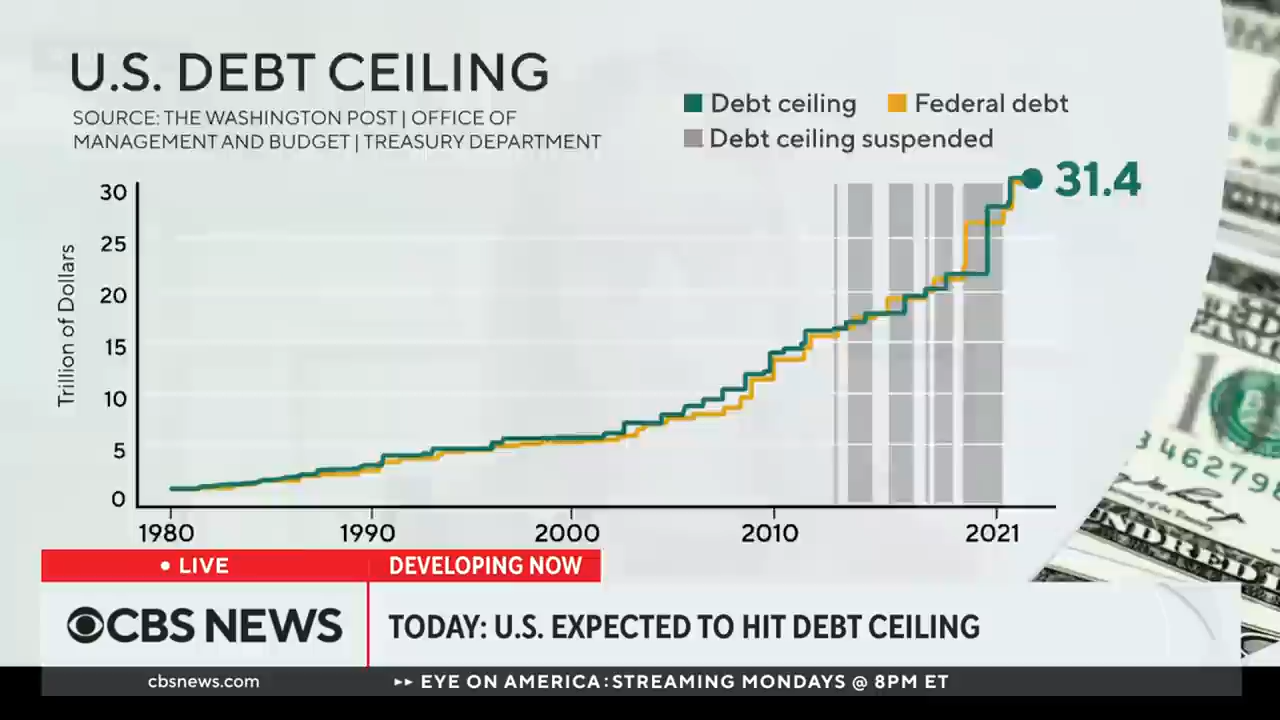 U.S. DEBT CEILING
SOURCE: THE WASHINGTON POST | OFFICE OF
MANAGEMENT AND BUDGET | TREASURY DEPARTMENT
Debt ceiling
Federal debt
Debt ceiling suspended
31.4
Trillion of Dollars
30
25
20
15
10
5
0
1980
1990
2000
2010
2021
• LIVE
DEVELOPING NOW
CBS NEWS
TODAY: U.S. EXPECTED TO HIT DEBT CEILING
cbsnews.com
EYE ON AMERICA: STREAMING MONDAYS @ 8PM ET